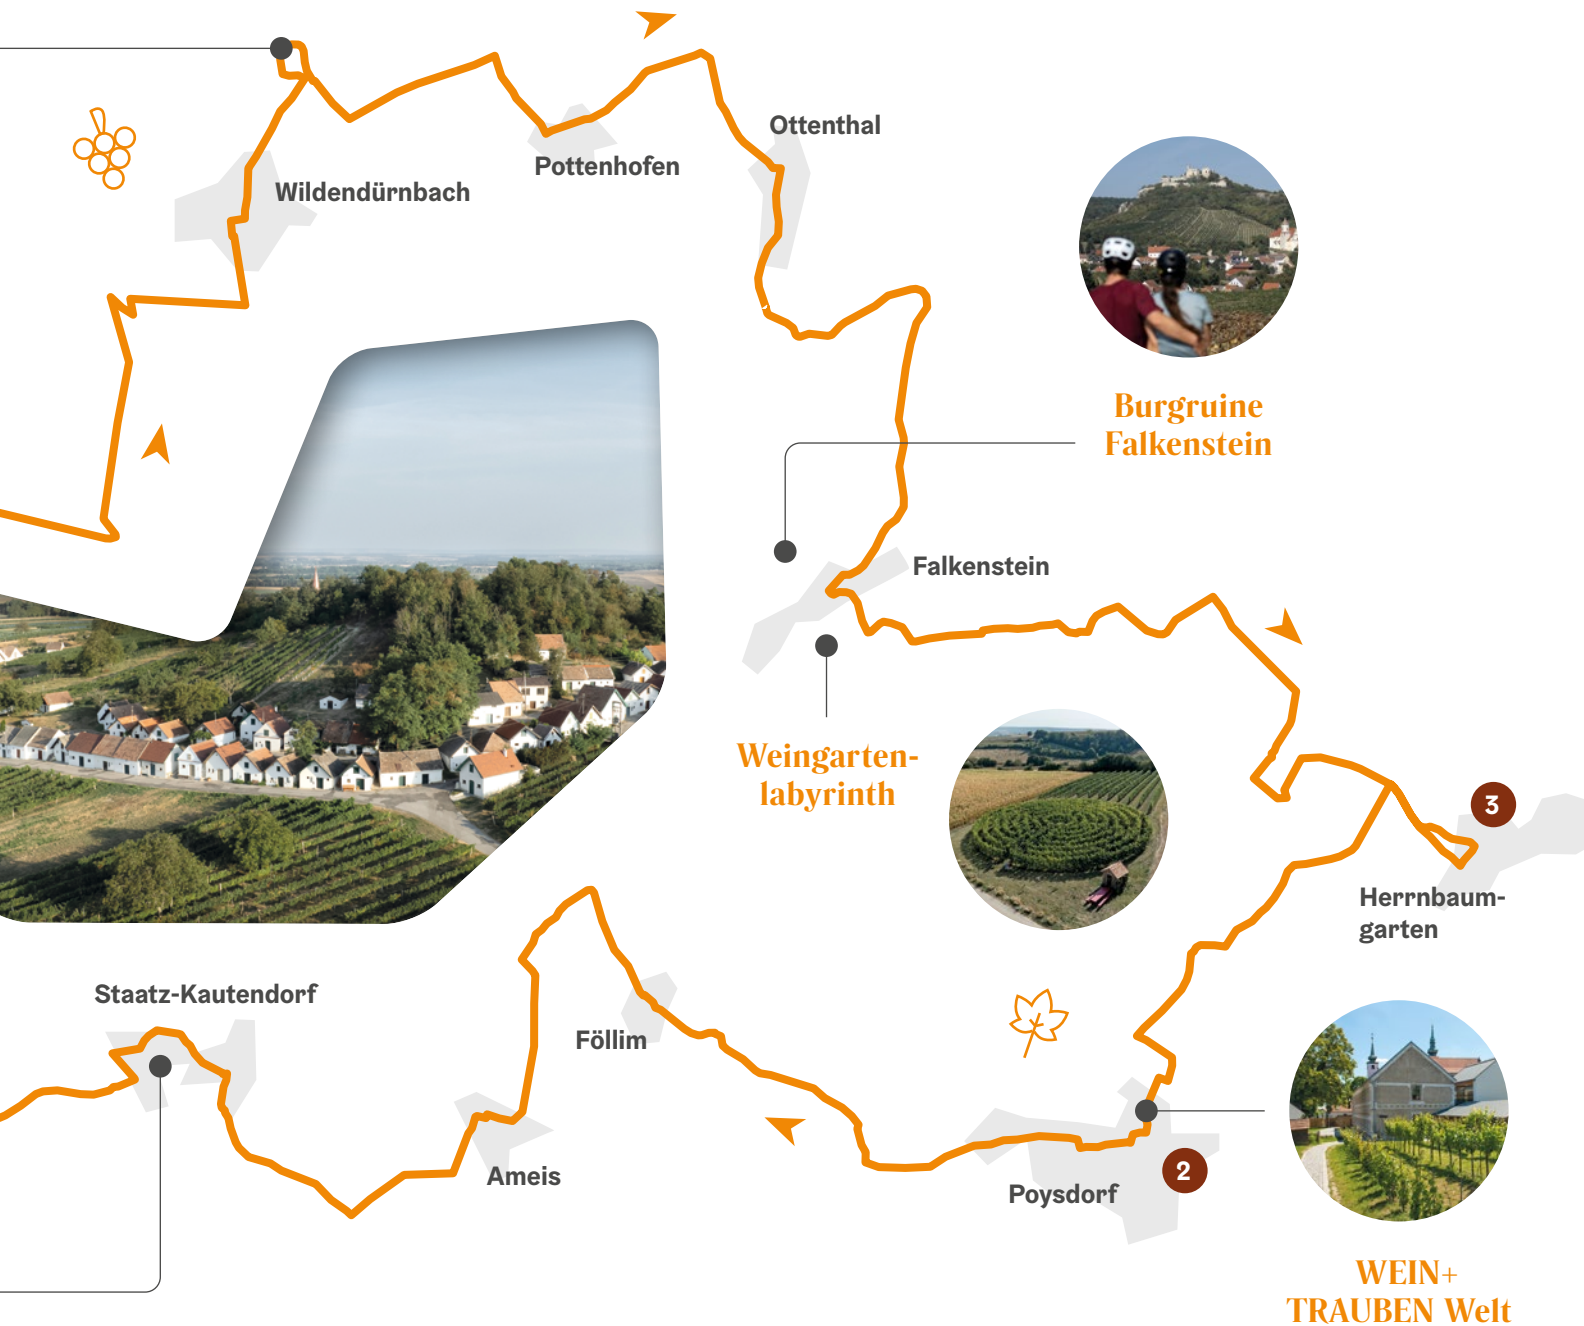 Ottenthal
Pottenhofen
Wildendürnbach
Burgruine
Falkenstein
Falkenstein
Weingarten-
labyrinth
3
Herrnbaum-
garten
Staatz-Kautendorf
Föllim
Ameis
Poysdorf
2
WEIN+
TRAUBEN Welt